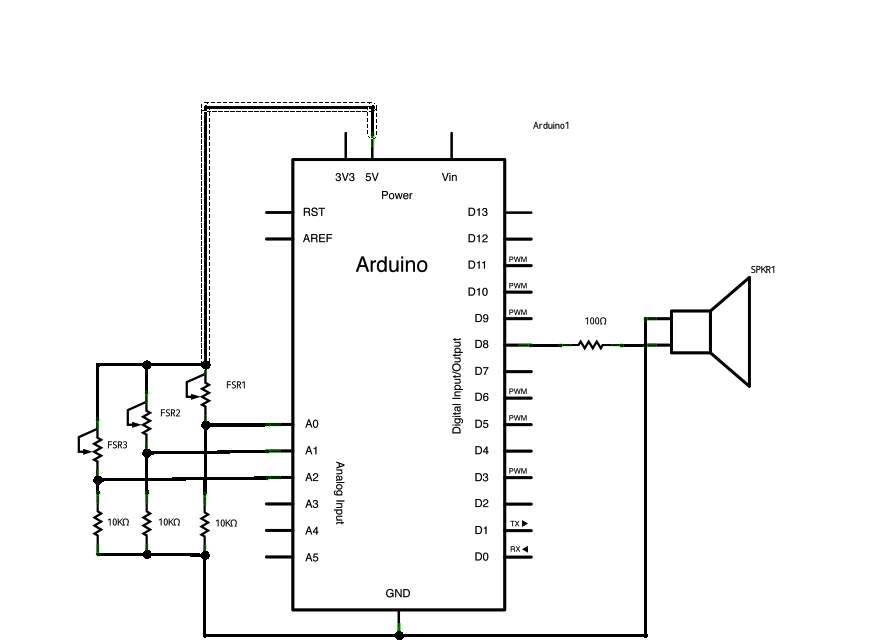 Arduino1
3V3 5V Vin
Power
RST
AREF
Arduino
D13
D12
D11 PWM
D10
D9 PWM
D8
D7
D6 PWM
D5 PWM
D4
D3 PWM
D2
D1 TX
D0 RX
Digital Input/Output
SPKR1
100Ω
FSR1
FSR2
FSR3
A0
A1
A2
A3
A4
A5
Analog Input
10KΩ
10KΩ
10KΩ
GND